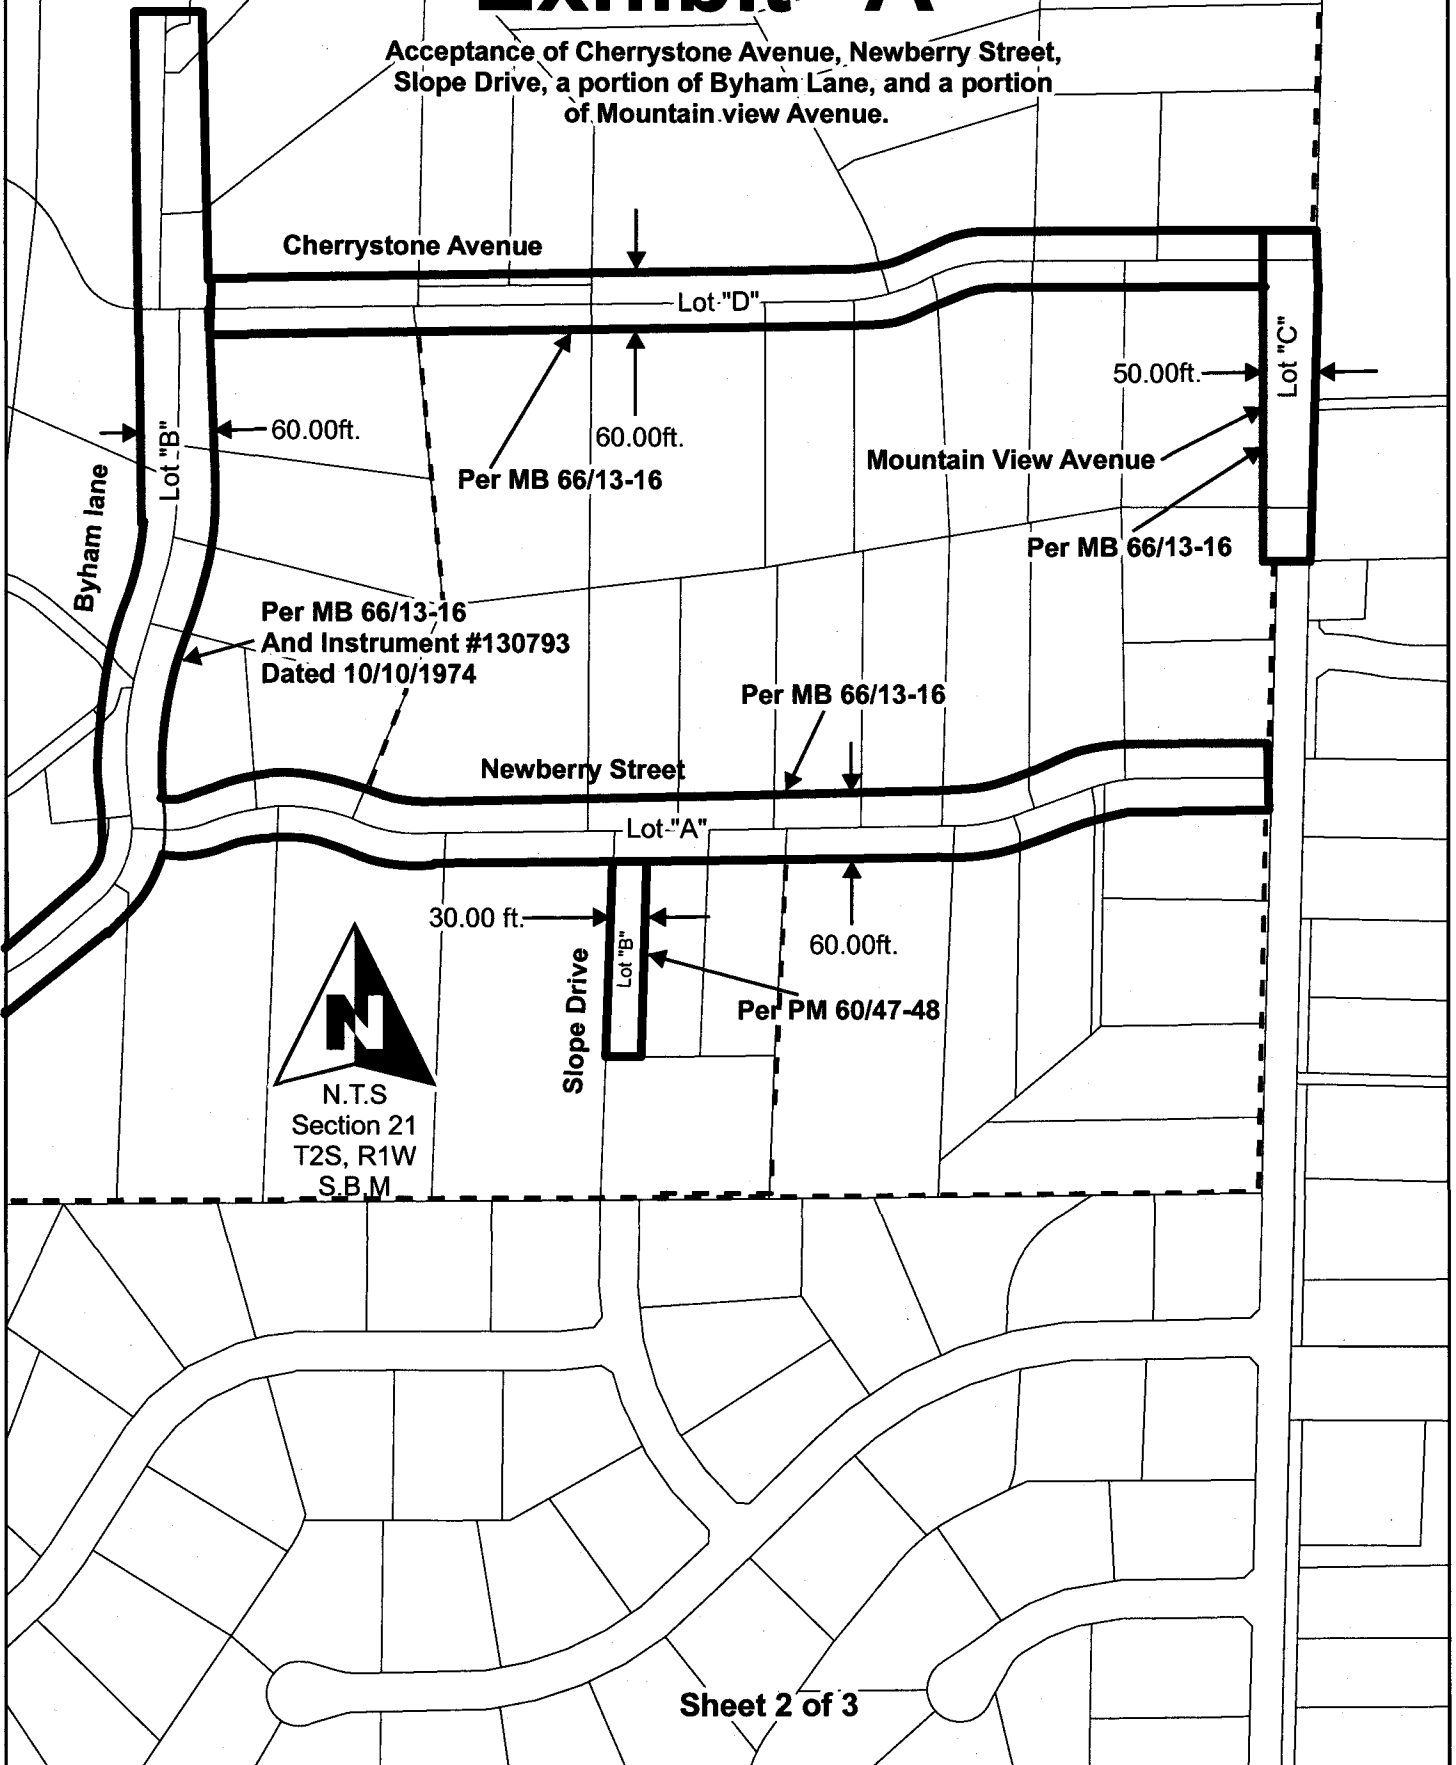 Exhibit "A"
Acceptance of Cherrystone Avenue, Newberry Street,
Slope Drive, a portion of Byham Lane, and a portion
of Mountain view Avenue.
Cherrystone Avenue
Lot "D"
Lot "C"
50.00ft.
60.00ft.
60.00ft.
Lot "B"
Byham lane
Per MB 66/13-16
Mountain View Avenue
Per MB 66/13-16
Per MB 66/13-16
And Instrument #130793
Dated 10/10/1974
Per MB 66/13-16
Newberry Street
Lot "A"
30.00 ft.
Lot "B"
60.00ft.
Slope Drive
Per PM 60/47-48
N
N.T.S
Section 21
T2S, R1W
S.B.M
Sheet 2 of 3